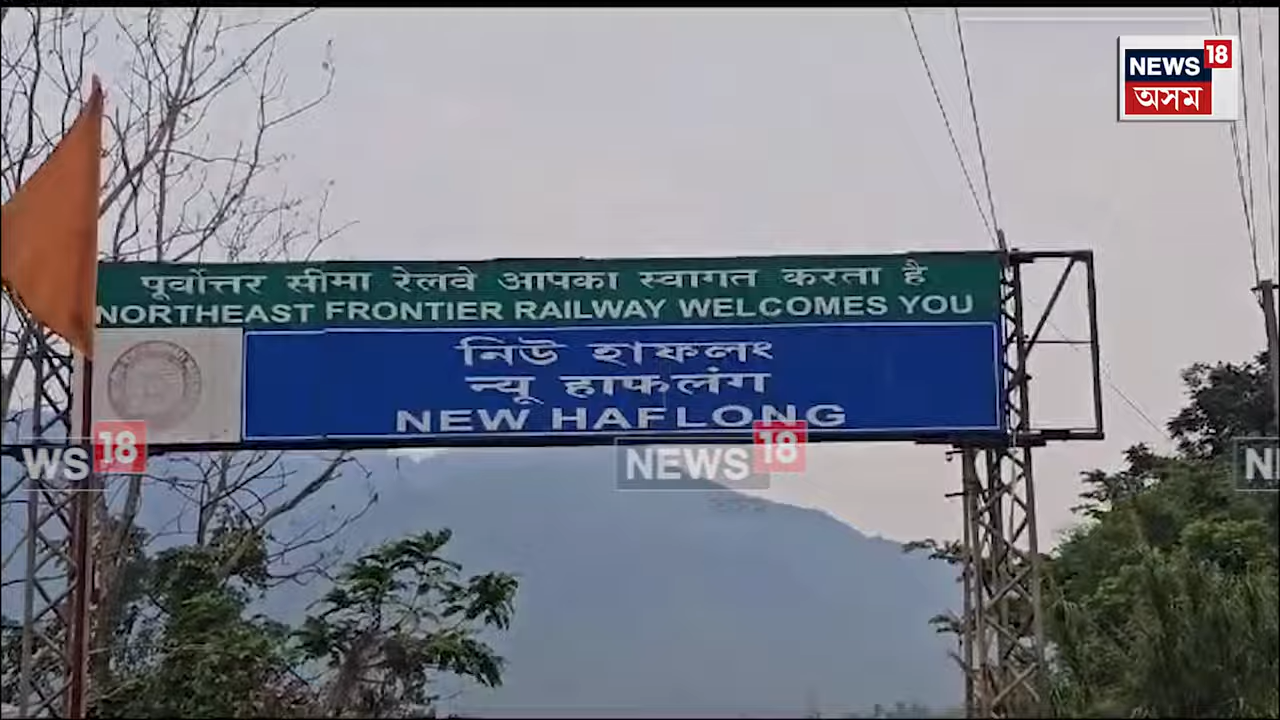 NEWS 18
অসম
पूर्वोत्तर सीमा रेलवे आपका स्वागत करता है
NORTHEAST FRONTIER RAILWAY WELCOMES YOU
নিউ হাফলং
न्यू हाफलंग
NEW HAFLONG
WS 18
NEWS 18